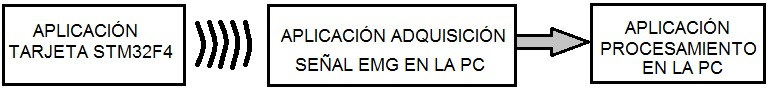 APLICACIÓN
TARJETA STM32F4
APLICACIÓN ADQUISICIÓN
SEÑAL EMG EN LA PC
APLICACIÓN
PROCESAMIENTO
EN LA PC